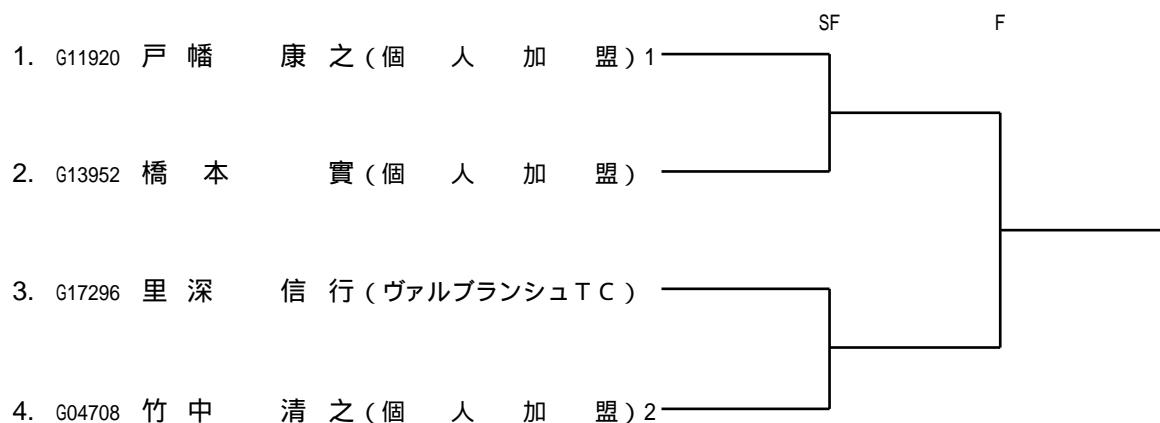 SF F
1. G11920 戸幡 康之(個人加盟)1
2. G13952 橋本 實(個人加盟)
3. G17296 里深 信行(ヴァルブランシュTC)
4. G04708 竹中 清之(個人加盟)2